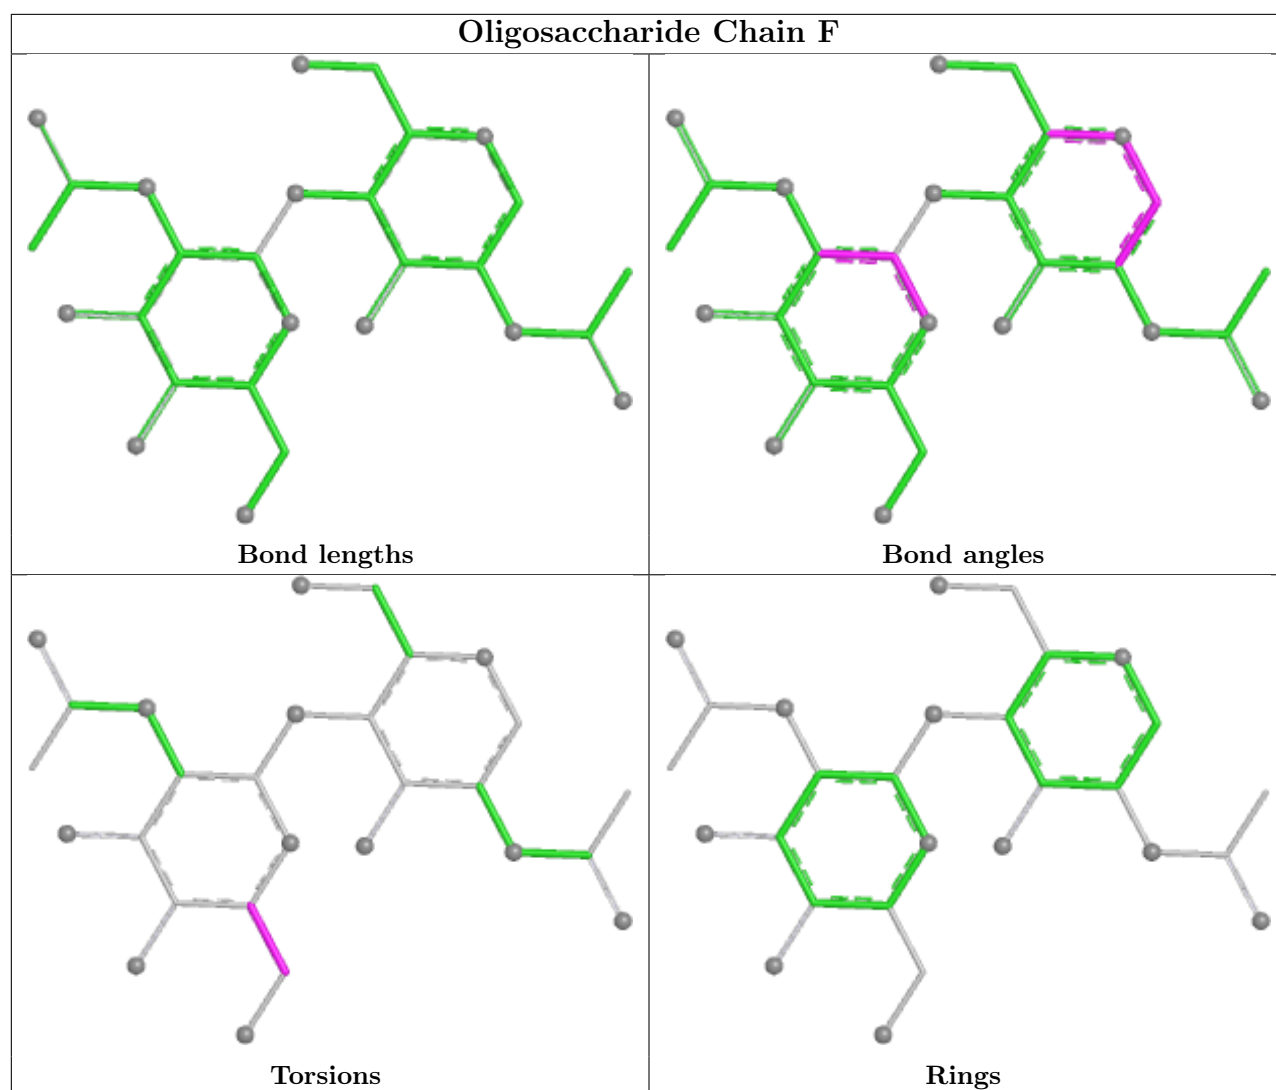 Oligosaccharide Chain F
Bond lengths
Bond angles
Torsions
Rings